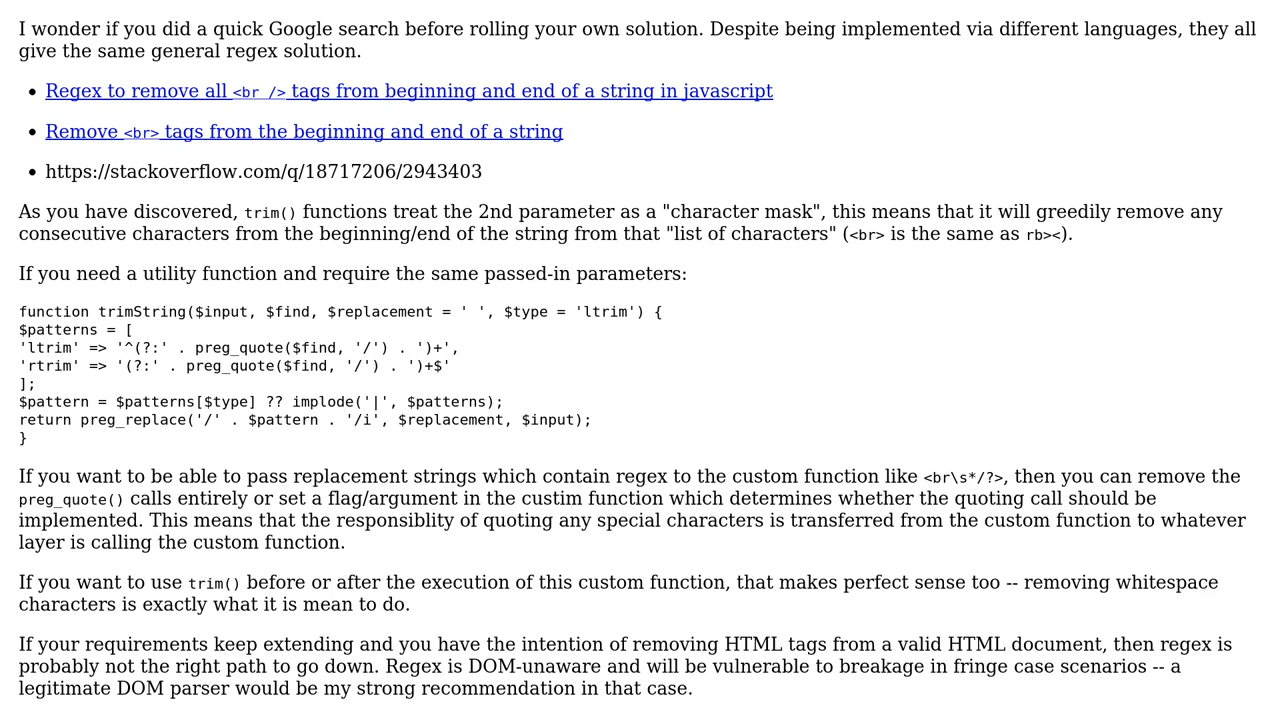 I wonder if you did a quick Google search before rolling your own solution. Despite being implemented via different languages, they all
give the same general regex solution.
• Regex to remove all <br /> tags from beginning and end of a string in javascript
• Remove <br> tags from the beginning and end of a string
• https://stackoverflow.com/q/18717206/2943403
As you have discovered, trim() functions treat the 2nd parameter as a "character mask", this means that it will greedily remove any
consecutive characters from the beginning/end of the string from that "list of characters" (<br> is the same as rb><).
If you need a utility function and require the same passed-in parameters:
function trimString($input, $find, $replacement = ' ', $type = 'ltrim') {
$patterns = [
'ltrim' => '^(?:' . preg_quote($find, '/') . ')+',
'rtrim' => '(?:' . preg_quote($find, '/') . ')+$'
];
$pattern = $patterns[$type] ?? implode('|', $patterns);
return preg_replace('/' . $pattern . '/i', $replacement, $input);
}
If you want to be able to pass replacement strings which contain regex to the custom function like <br\s*/?>, then you can remove the
preg_quote() calls entirely or set a flag/argument in the custim function which determines whether the quoting call should be
implemented. This means that the responsiblity of quoting any special characters is transferred from the custom function to whatever
layer is calling the custom function.
If you want to use trim() before or after the execution of this custom function, that makes perfect sense too -- removing whitespace
characters is exactly what it is mean to do.
If your requirements keep extending and you have the intention of removing HTML tags from a valid HTML document, then regex is
probably not the right path to go down. Regex is DOM-unaware and will be vulnerable to breakage in fringe case scenarios -- a
legitimate DOM parser would be my strong recommendation in that case.